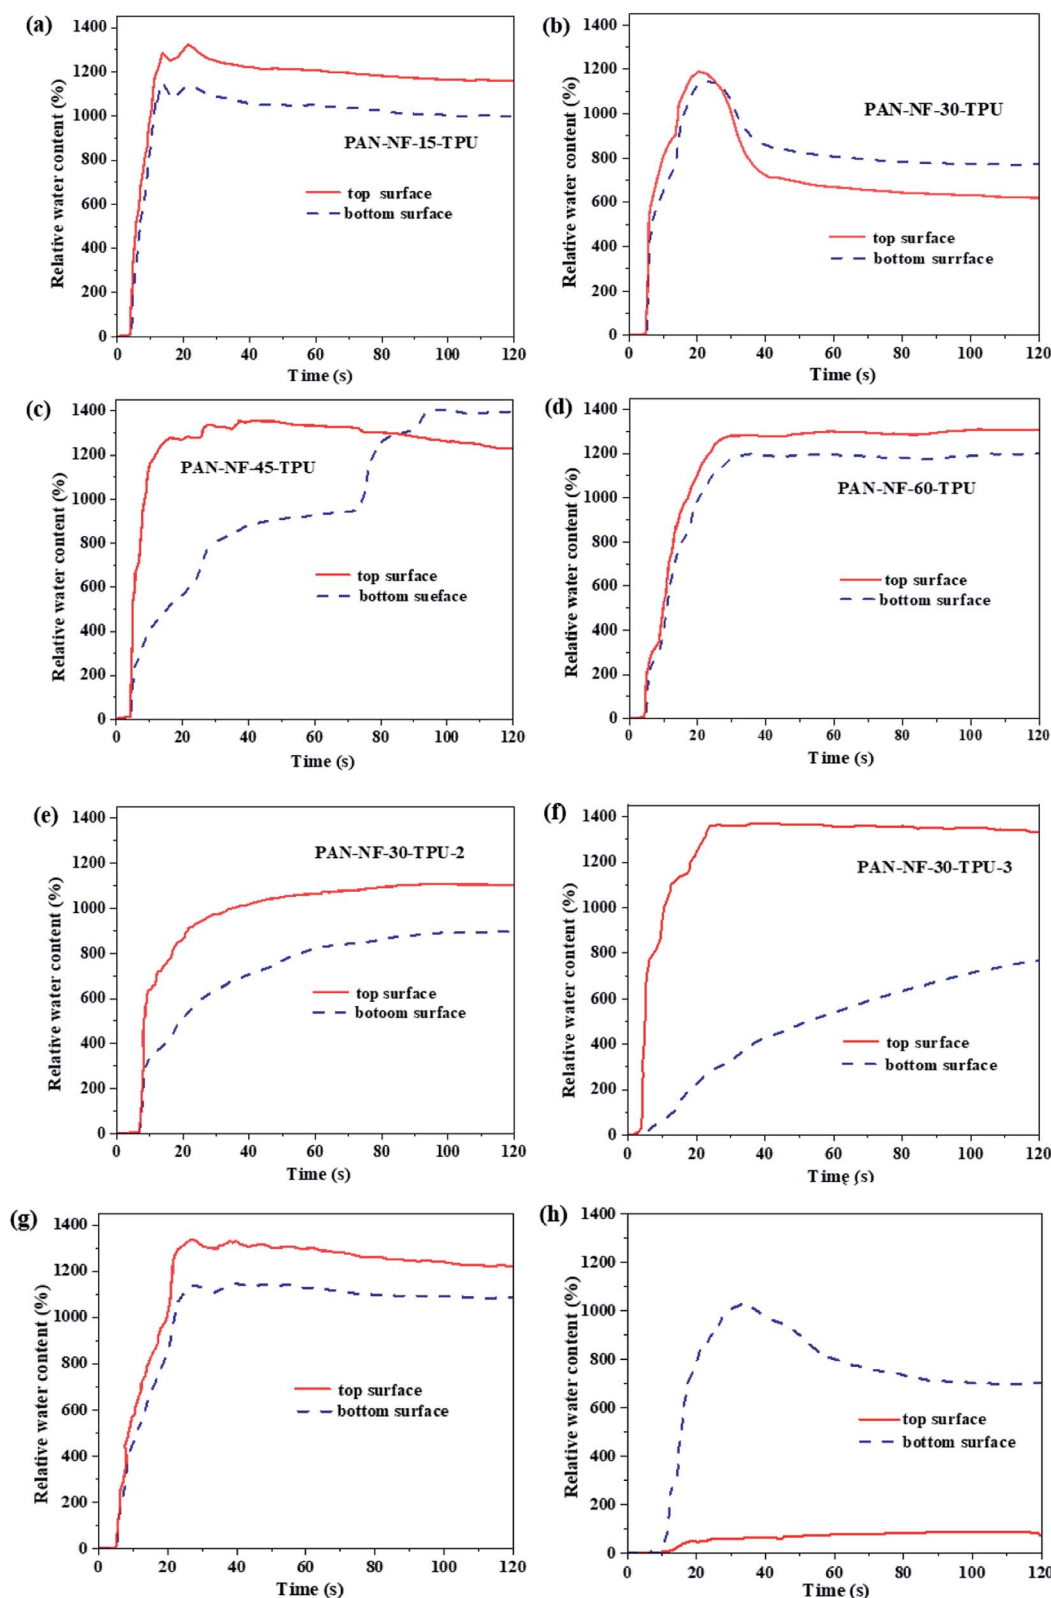 (a)
1400
1200
1000
800
600
400
200
0
Relative water content (%)
PAN-NF-15-TPU
top surface
bottom surface
0 20 40 60 80 100 120
Time (s)
(b)
1400
1200
1000
800
600
400
200
0
Relative water content (%)
PAN-NF-30-TPU
top surface
bottom surrface
0 20 40 60 80 100 120
Time (s)
(c)
1400
1200
1000
800
600
400
200
0
Relative water content (%)
PAN-NF-45-TPU
top surface
bottom sueface
0 20 40 60 80 100 120
Time (s)
(d)
1400
1200
1000
800
600
400
200
0
Relative water content (%)
PAN-NF-60-TPU
top surface
bottom surface
0 20 40 60 80 100 120
Time (s)
(e)
1400
1200
1000
800
600
400
200
0
Relative water content (%)
PAN-NF-30-TPU-2
top surface
botoom surface
0 20 40 60 80 100 120
Time (s)
(f)
1400
1200
1000
800
600
400
200
0
Relative water content (%)
PAN-NF-30-TPU-3
top surface
bottom surface
0 20 40 60 80 100 120
Time (s)
(g)
1400
1200
1000
800
600
400
200
0
Relative water content (%)
top surface
bottom surface
0 20 40 60 80 100 120
Time (s)
(h)
1400
1200
1000
800
600
400
200
0
Relative water content (%)
top surface
bottom surface
0 20 40 60 80 100 120
Time (s)